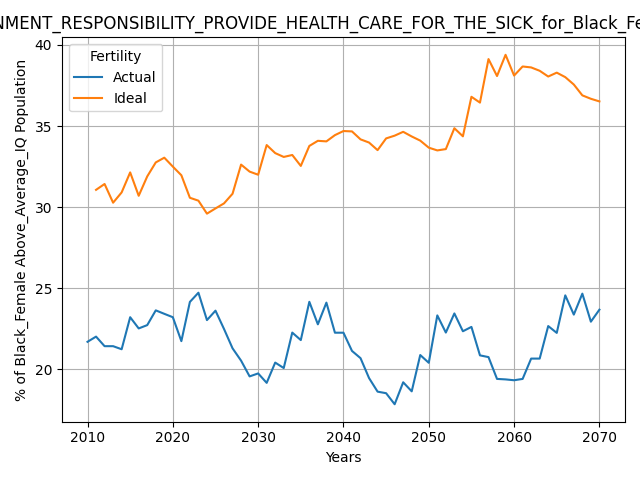 NMENT_RESPONSIBILITY_PROVIDE_HEALTH_CARE_FOR_THE_SICK_for_Black_Fe
40
35
30
25
20
% of Black_Female Above_Average_IQ Population
Fertility
Actual
Ideal
2010 2020 2030 2040 2050 2060 2070
Years